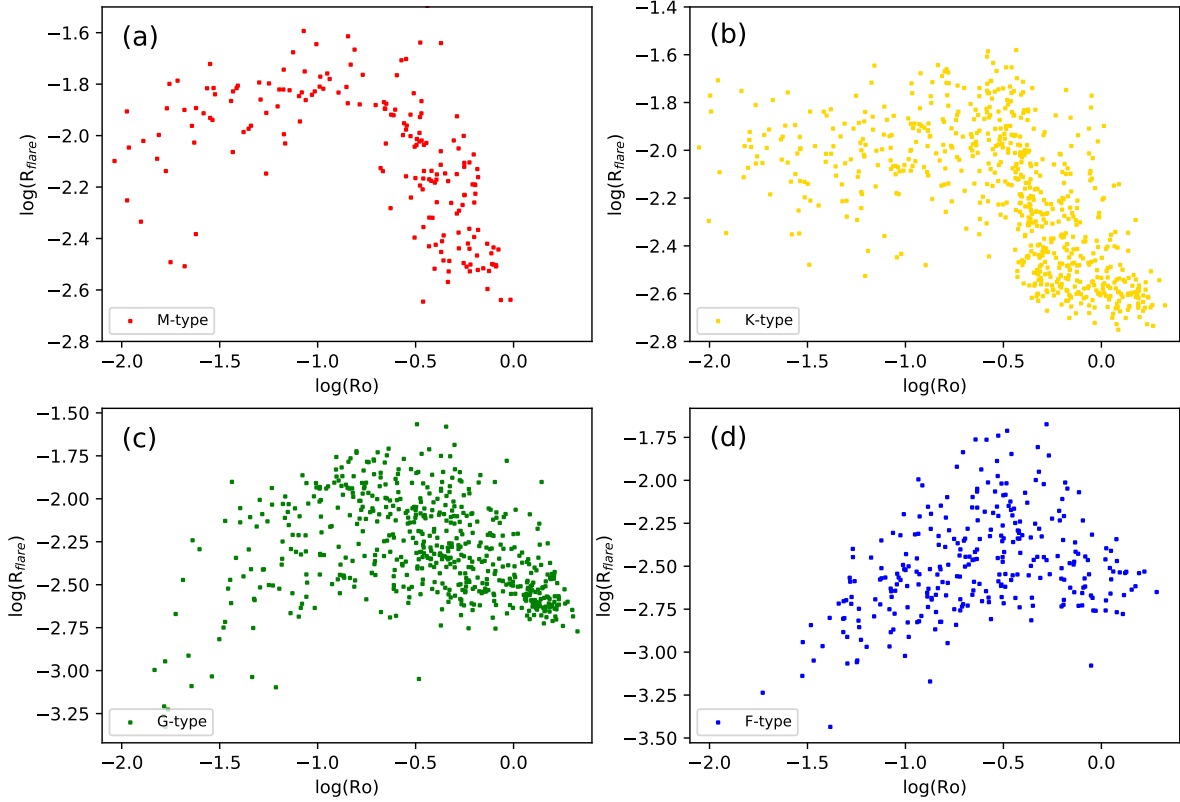 (a)
−1.6
−1.8
−2.0
−2.2
−2.4
−2.6
−2.8
log(R_flare)
M-type
−2.0 −1.5 −1.0 −0.5 0.0
log(Ro)
(b)
−1.4
−1.6
−1.8
−2.0
−2.2
−2.4
−2.6
−2.8
log(R_flare)
K-type
−2.0 −1.5 −1.0 −0.5 0.0
log(Ro)
(c)
−1.50
−1.75
−2.00
−2.25
−2.50
−2.75
−3.00
−3.25
log(R_flare)
G-type
−2.0 −1.5 −1.0 −0.5 0.0
log(Ro)
(d)
−1.75
−2.00
−2.25
−2.50
−2.75
−3.00
−3.25
−3.50
log(R_flare)
F-type
−2.0 −1.5 −1.0 −0.5 0.0
log(Ro)